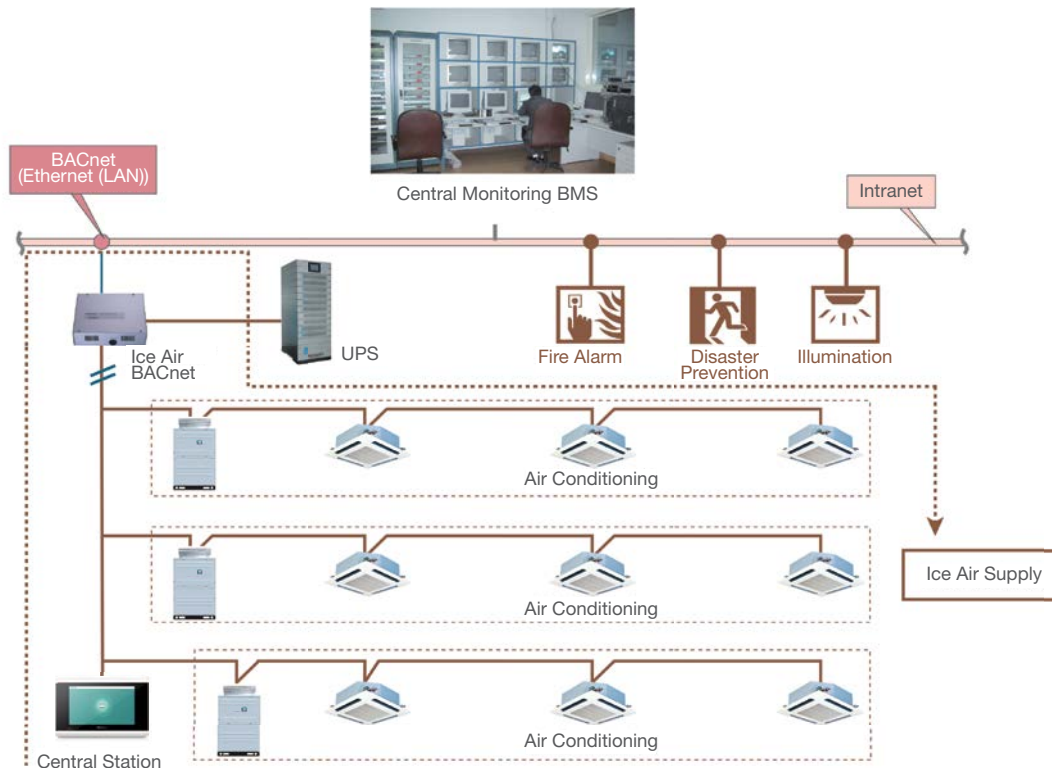 BACnet
(Ethernet (LAN))
Central Monitoring BMS
Intranet
Ice Air
BACnet
UPS
Fire Alarm
Disaster
Prevention
Illumination
Air Conditioning
Air Conditioning
Ice Air Supply
Air Conditioning
Central Station